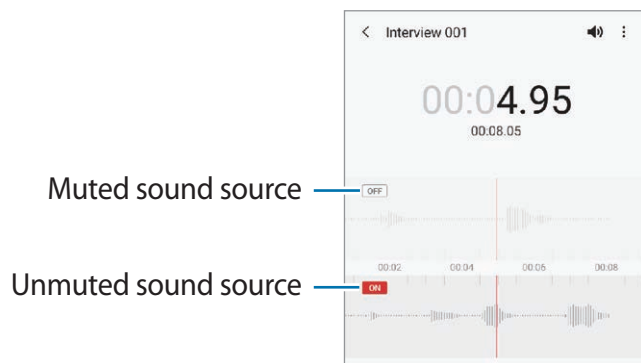 Interview 001
00:04.95
00:08.05
Muted sound source
OFF
00:02 00:04 00:06 00:08
Unmuted sound source
ON